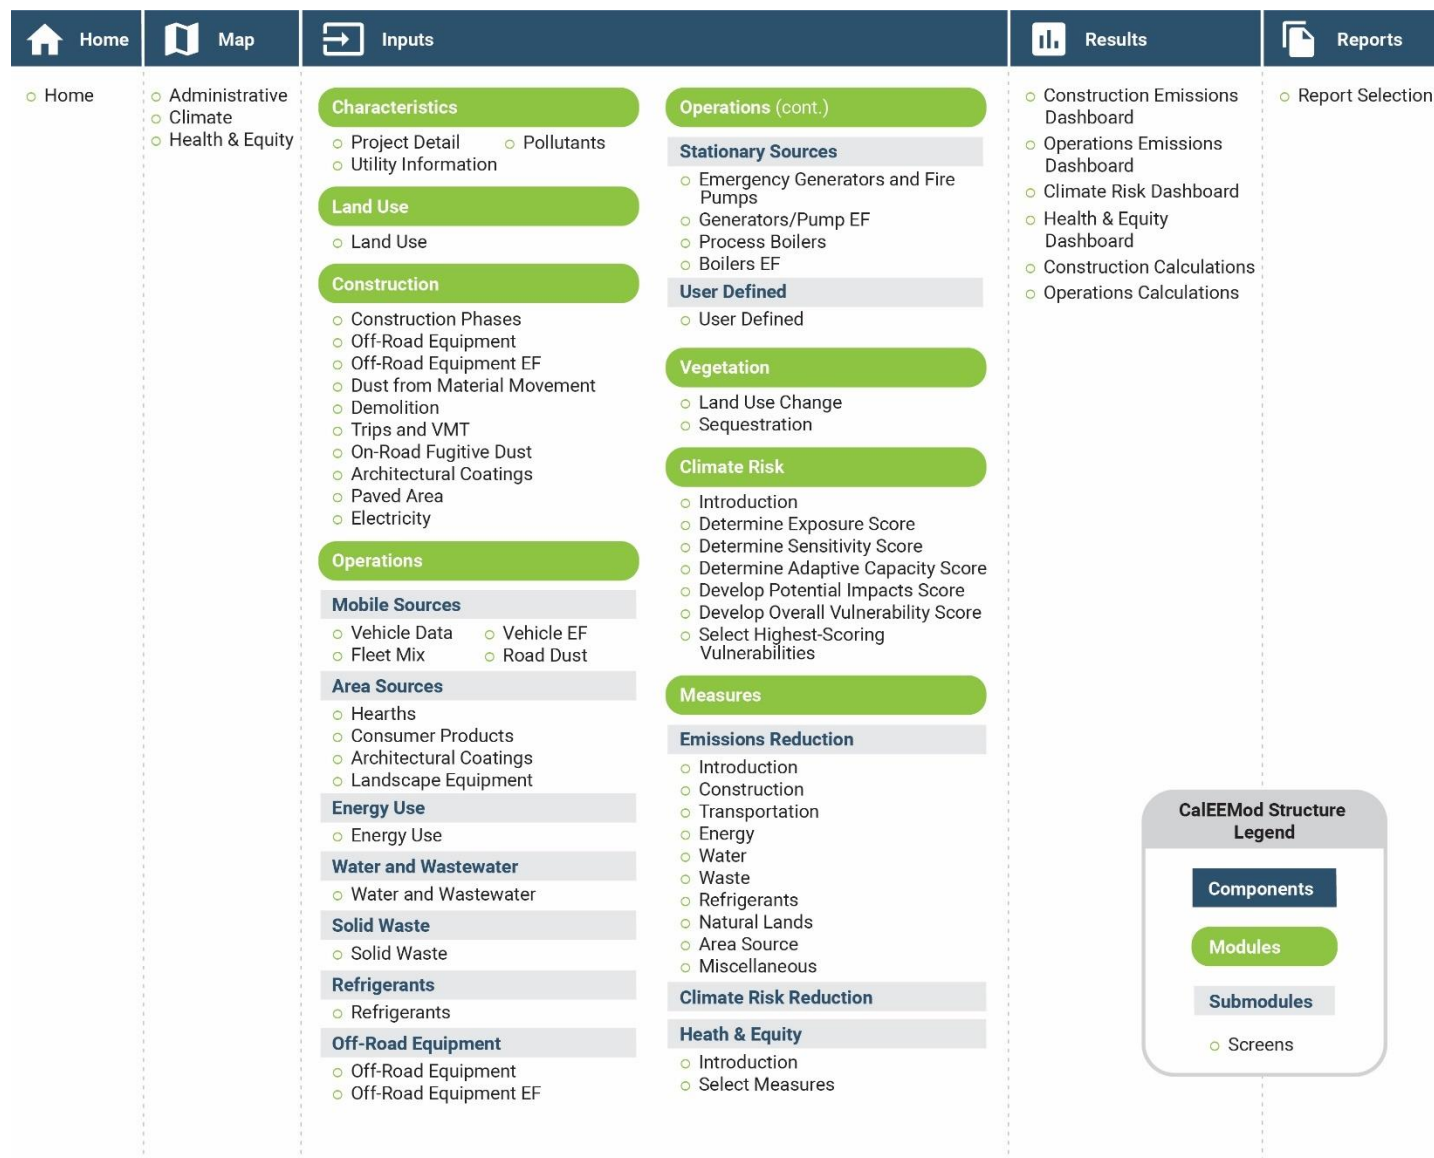 Home
Map
Inputs
Results
Reports
Home
Administrative
Climate
Health & Equity
Characteristics
Project Detail
Pollutants
Utility Information
Land Use
Land Use
Construction
Construction Phases
Off-Road Equipment
Off-Road Equipment EF
Dust from Material Movement
Demolition
Trips and VMT
On-Road Fugitive Dust
Architectural Coatings
Paved Area
Electricity
Operations
Mobile Sources
Vehicle Data
Vehicle EF
Fleet Mix
Road Dust
Area Sources
Hearths
Consumer Products
Architectural Coatings
Landscape Equipment
Energy Use
Energy Use
Water and Wastewater
Water and Wastewater
Solid Waste
Solid Waste
Refrigerants
Refrigerants
Off-Road Equipment
Off-Road Equipment
Off-Road Equipment EF
Operations (cont.)
Stationary Sources
Emergency Generators and Fire
Pumps
Generators/Pump EF
Process Boilers
Boilers EF
User Defined
User Defined
Vegetation
Land Use Change
Sequestration
Climate Risk
Introduction
Determine Exposure Score
Determine Sensitivity Score
Determine Adaptive Capacity Score
Develop Potential Impacts Score
Develop Overall Vulnerability Score
Select Highest-Scoring
Vulnerabilities
Measures
Emissions Reduction
Introduction
Construction
Transportation
Energy
Water
Waste
Refrigerants
Natural Lands
Area Source
Miscellaneous
Climate Risk Reduction
Heath & Equity
Introduction
Select Measures
Construction Emissions
Dashboard
Operations Emissions
Dashboard
Climate Risk Dashboard
Health & Equity
Dashboard
Construction Calculations
Operations Calculations
Report Selection
CalEEMod Structure
Legend
Components
Modules
Submodules
Screens